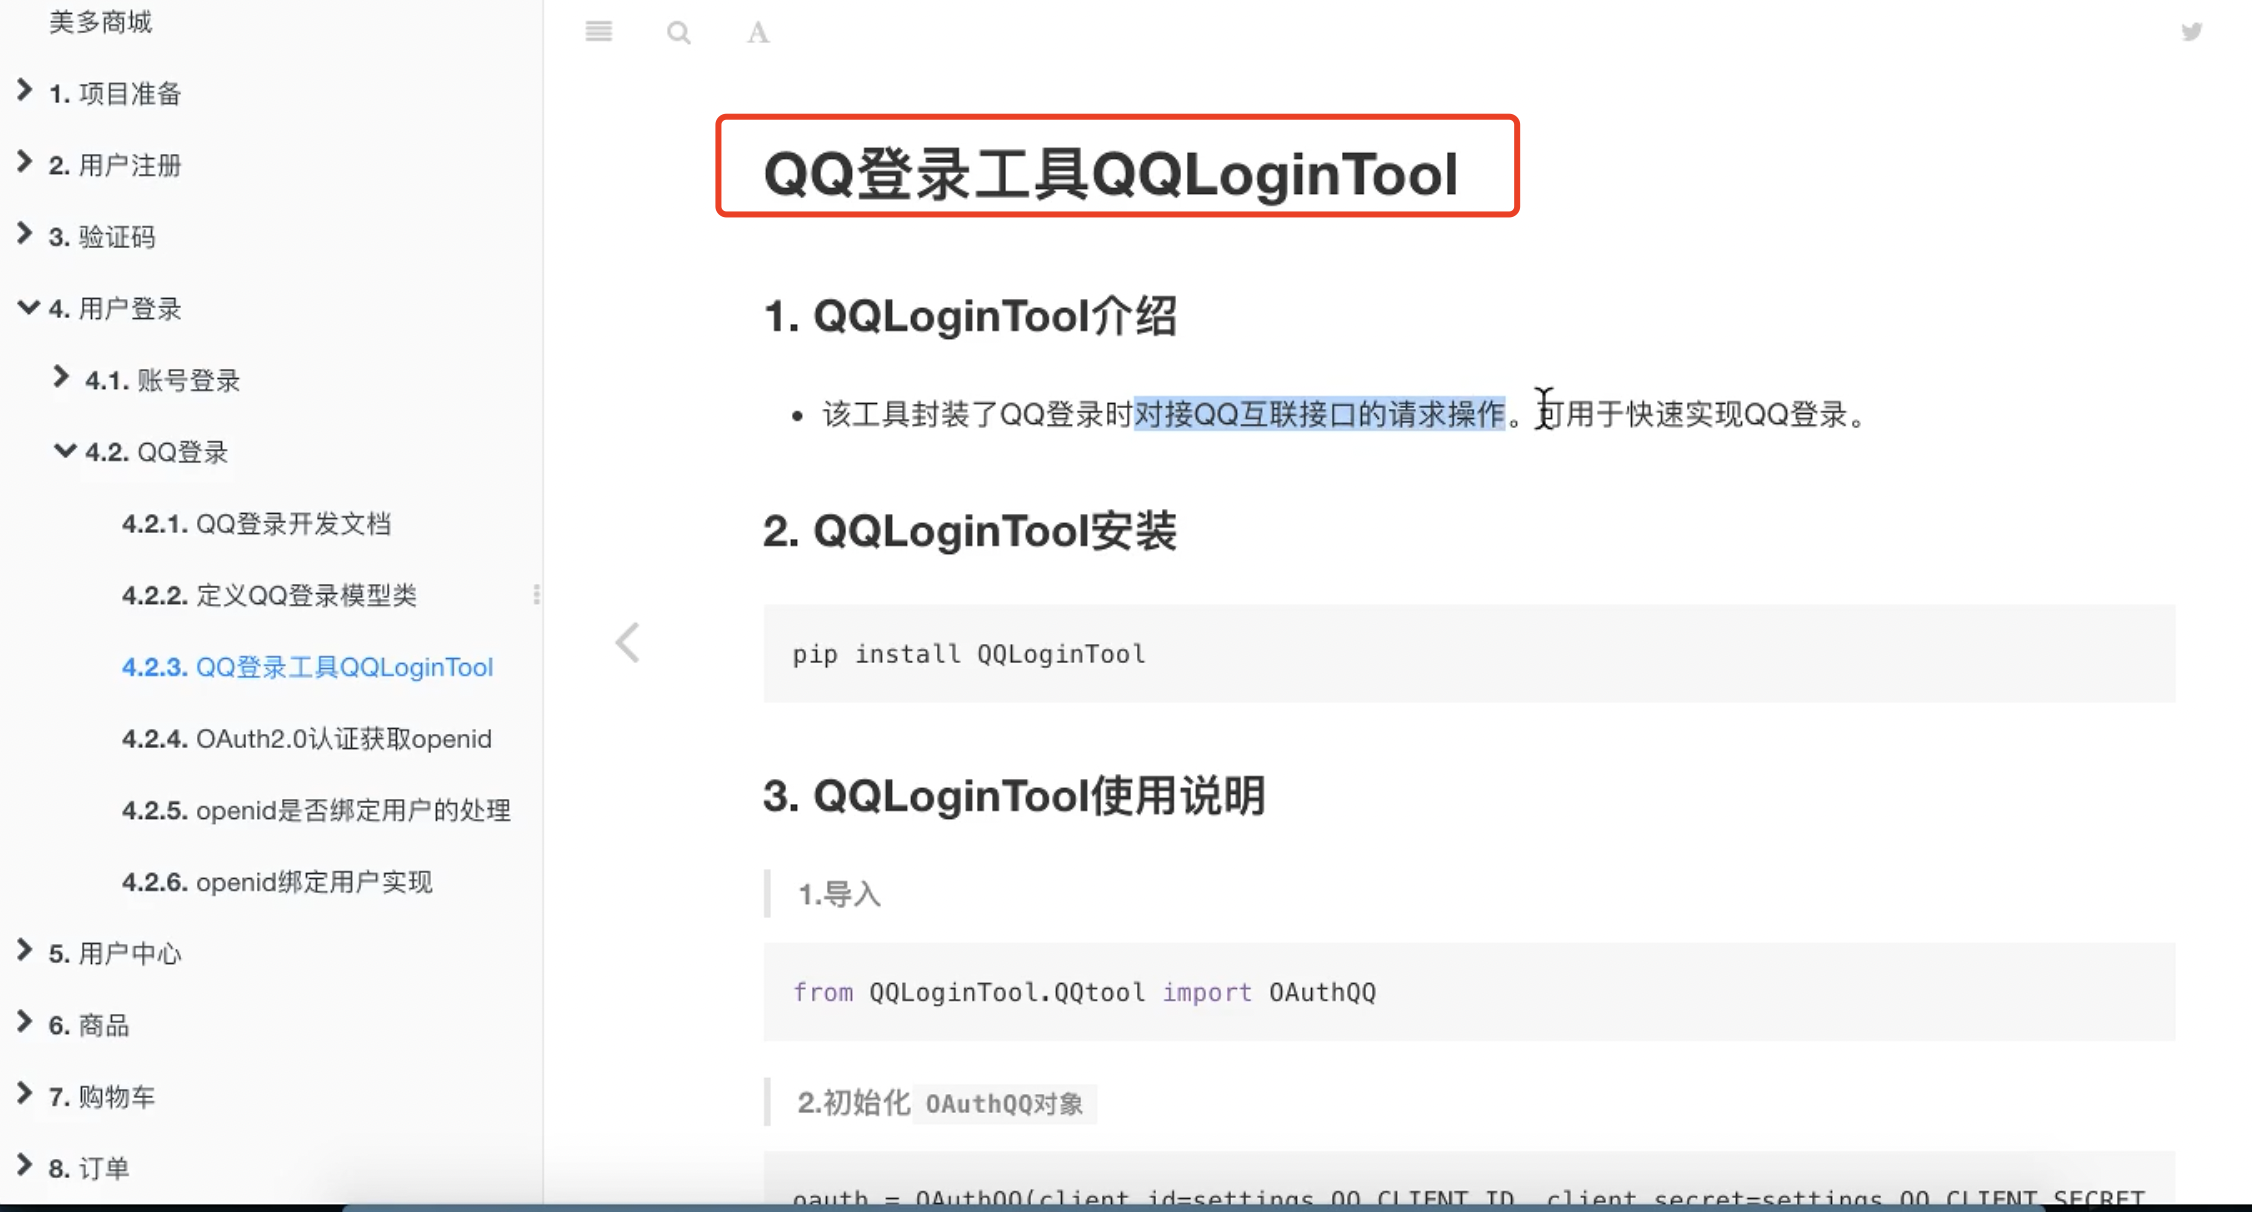 美多商城
1. 项目准备
2. 用户注册
3. 验证码
4. 用户登录
4.1. 账号登录
4.2. QQ登录
4.2.1. QQ登录开发文档
4.2.2. 定义QQ登录模型类
4.2.3. QQ登录工具QQLoginTool
4.2.4. OAuth2.0认证获取openid
4.2.5. openid是否绑定用户的处理
4.2.6. openid绑定用户实现
5. 用户中心
6. 商品
7. 购物车
8. 订单
A
QQ登录工具QQLoginTool
1. QQLoginTool介绍
• 该工具封装了QQ登录时对接QQ互联接口的请求操作。可用于快速实现QQ登录。
2. QQLoginTool安装
pip install QQLoginTool
3. QQLoginTool使用说明
1.导入
from QQLoginTool.QQtool import OAuthQQ
2.初始化 OAuthQQ对象
oauth = OAuthQQ(client_id=settings.QQ_CLIENT_ID, client_secret=settings.QQ_CLIENT_SECRET